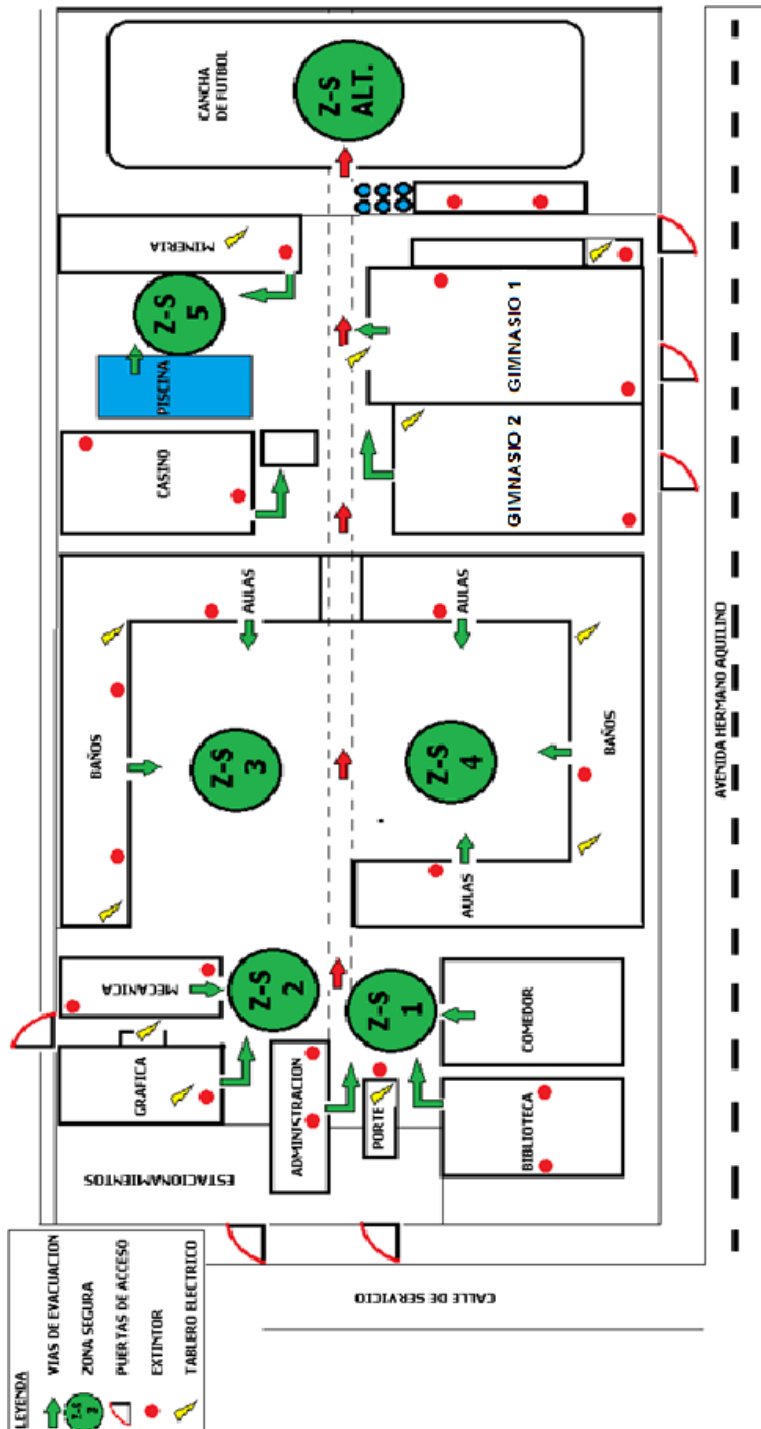 CANCHA
DE FUTBOL
Z-S
ALT.
MINERIA
Z-S
5
PISCINA
CASINO
GIMNASIO 1
GIMNASIO 2
AULAS
AULAS
BAÑOS
Z-S
3
Z-S
4
BAÑOS
AULAS
MECANICA
Z-S
2
Z-S
1
COMEDOR
GRAFICA
ADMINISTRACION
PORTE
BIBLIOTECA
ESTACIONAMIENTOS
AVENIDA HERMANO AQUILINO
CALLE DE SERVICIO
LEYENDA
VIAS DE EVACUACION
Z-S
ZONA SEGURA
PUERTAS DE ACCESO
EXTINTOR
TABLERO ELECTRICO